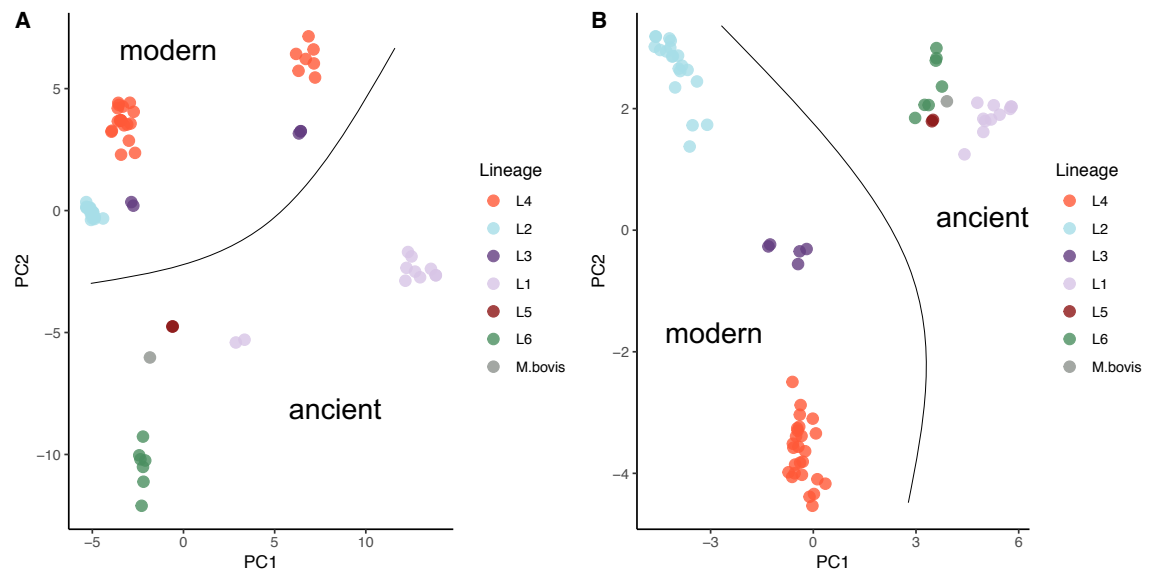 A
modern
ancient
5
0
−5
−10
−5
0
5
10
PC1
PC2
Lineage
L4
L2
L3
L1
L5
L6
M.bovis
B
ancient
modern
2
0
−2
−4
−3
0
3
6
PC1
PC2
Lineage
L4
L2
L3
L1
L5
L6
M.bovis